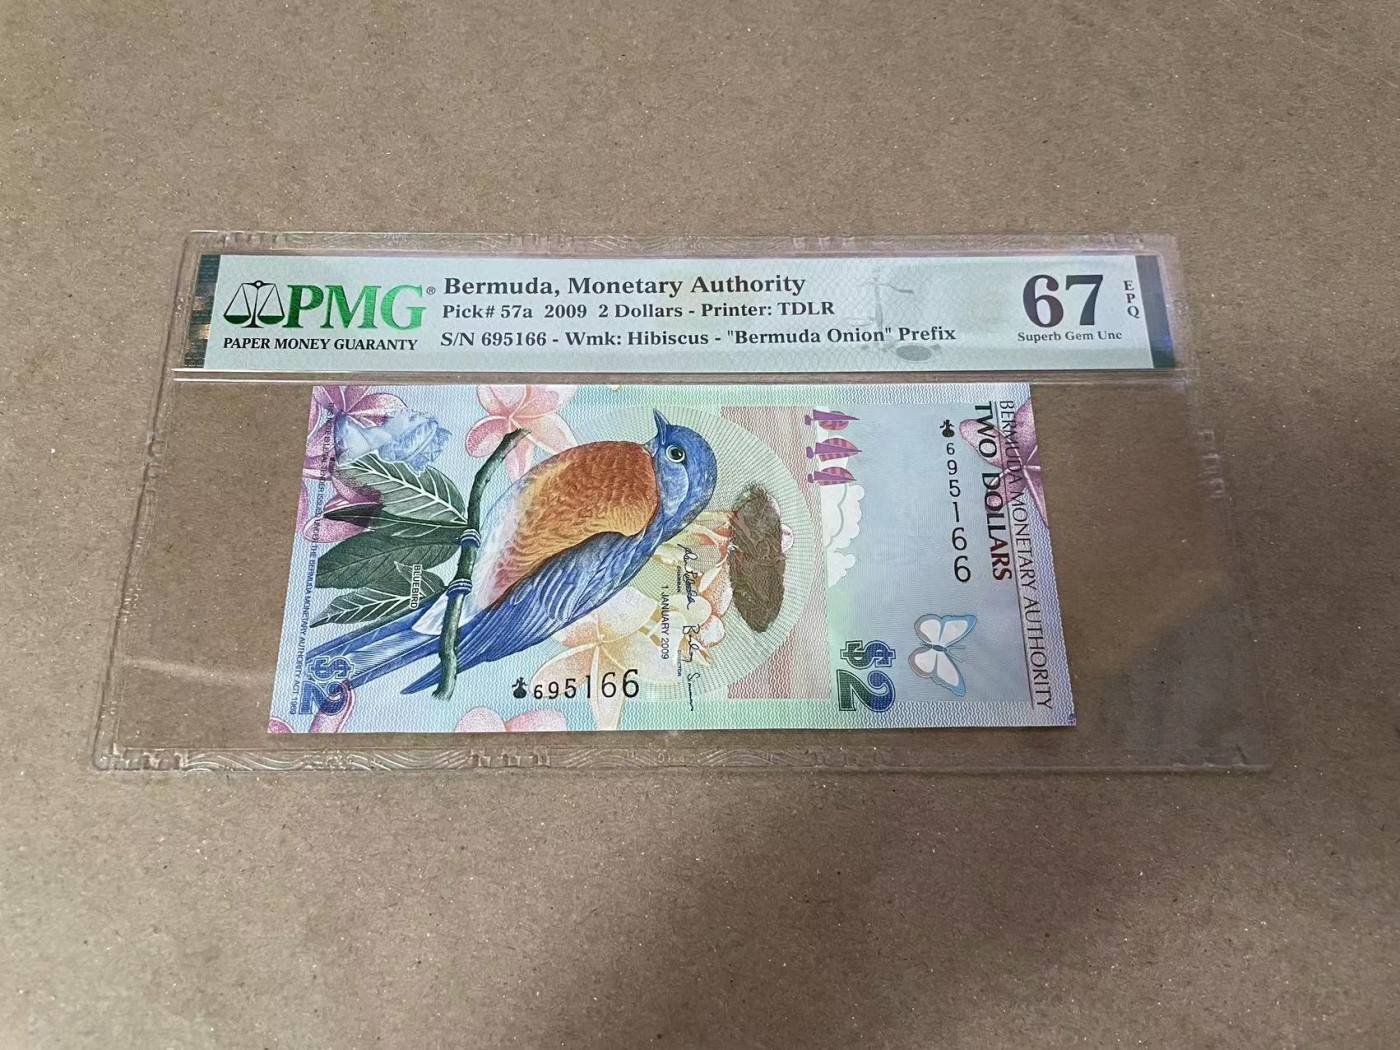 PMG®
PAPER MONEY GUARANTY
Bermuda, Monetary Authority
Pick# 57a 2009 2 Dollars - Printer: TDLR
S/N 695166 - Wmk: Hibiscus - "Bermuda Onion" Prefix
67
EPQ
Superb Gem Unc
BERMUDA MONETARY AUTHORITY
TWO DOLLARS
695166
BLUEBIRD
CHAIRMAN
1 JANUARY 2009
DIRECTOR
695166
$2
$2